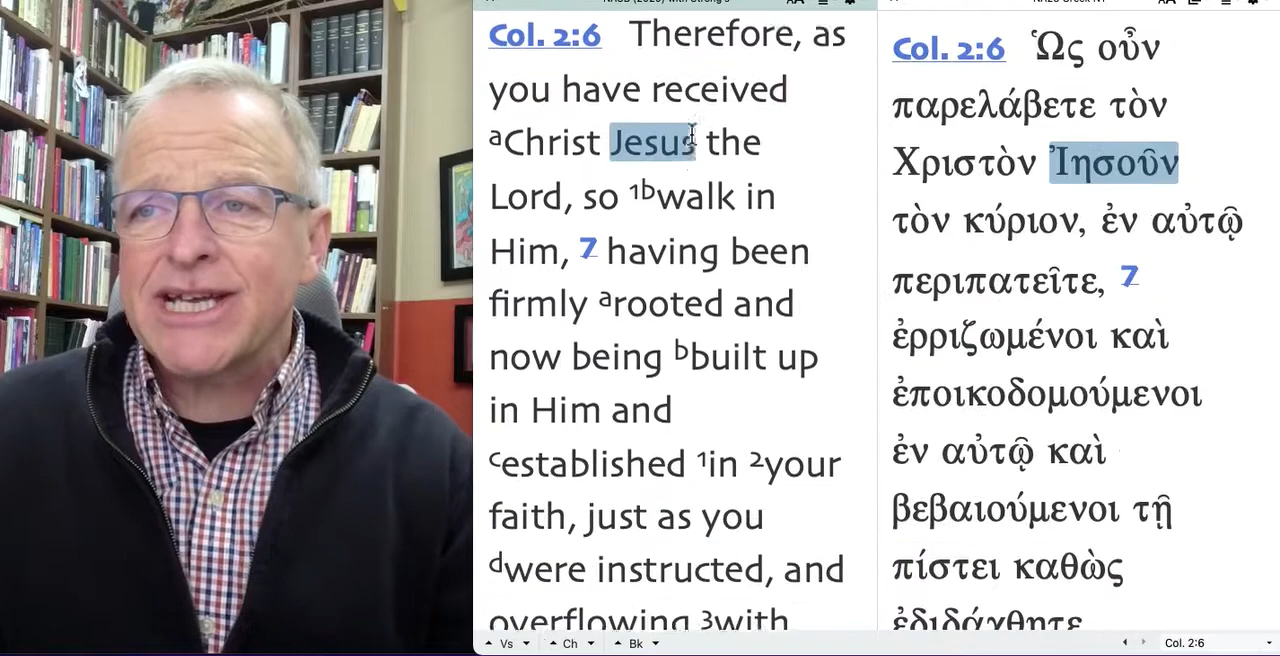 Col. 2:6 Therefore, as
you have received
ᵃChrist Jesus the
Lord, so ¹ᵇwalk in
Him, 7 having been
firmly ᵃrooted and
now being ᵇbuilt up
in Him and
ᶜestablished ¹in ²your
faith, just as you
ᵈwere instructed, and
overflowing ³with
Vs Ch Bk
Col. 2:6 Ὡς οὖν
παρελάβετε τὸν
Χριστὸν Ἰησοῦν
τὸν κύριον, ἐν αὐτῷ
περιπατεῖτε, 7
ἐρριζωμένοι καὶ
ἐποικοδομούμενοι
ἐν αὐτῷ καὶ
βεβαιούμενοι τῇ
πίστει καθὼς
ἐδιδάχθητε
Col. 2:6